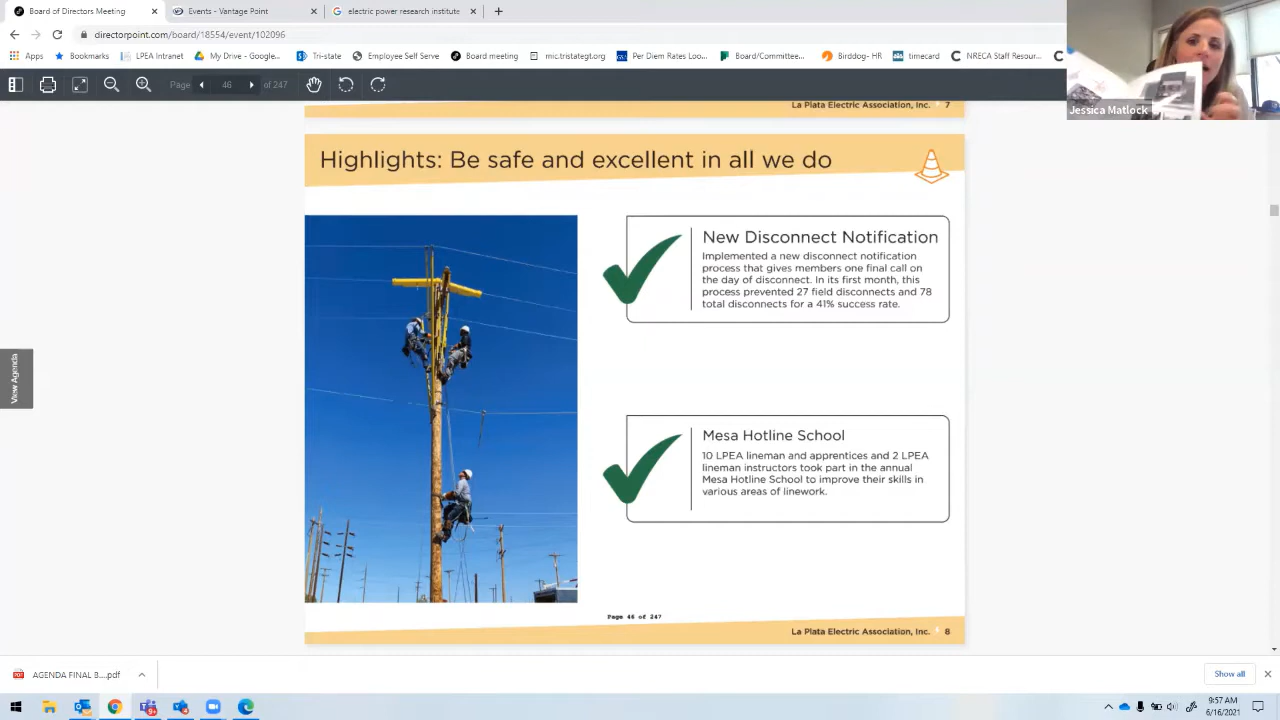 Board of Directors Meeting
Events - Vantage Point
electric power research institute
directorpoint.com/board/18554/event/102096
Apps
Bookmarks
LPEA Intranet
My Drive - Google...
Tri-state
Employee Self Serve
Board meeting
mic.tristategt.org
Per Diem Rates Loo...
Board/Committee...
Birddog- HR
timecard
NRECA Staff Resour...
Page
46
of 247
Jessica Matlock
La Plata Electric Association, Inc. 7
Highlights: Be safe and excellent in all we do
New Disconnect Notification
Implemented a new disconnect notification
process that gives members one final call on
the day of disconnect. In its first month, this
process prevented 27 field disconnects and 78
total disconnects for a 41% success rate.
View Agenda
Mesa Hotline School
10 LPEA lineman and apprentices and 2 LPEA
lineman instructors took part in the annual
Mesa Hotline School to improve their skills in
various areas of linework.
Page 46 of 247
La Plata Electric Association, Inc. 8
AGENDA FINAL B....pdf
Show all
9:57 AM
6/16/2021